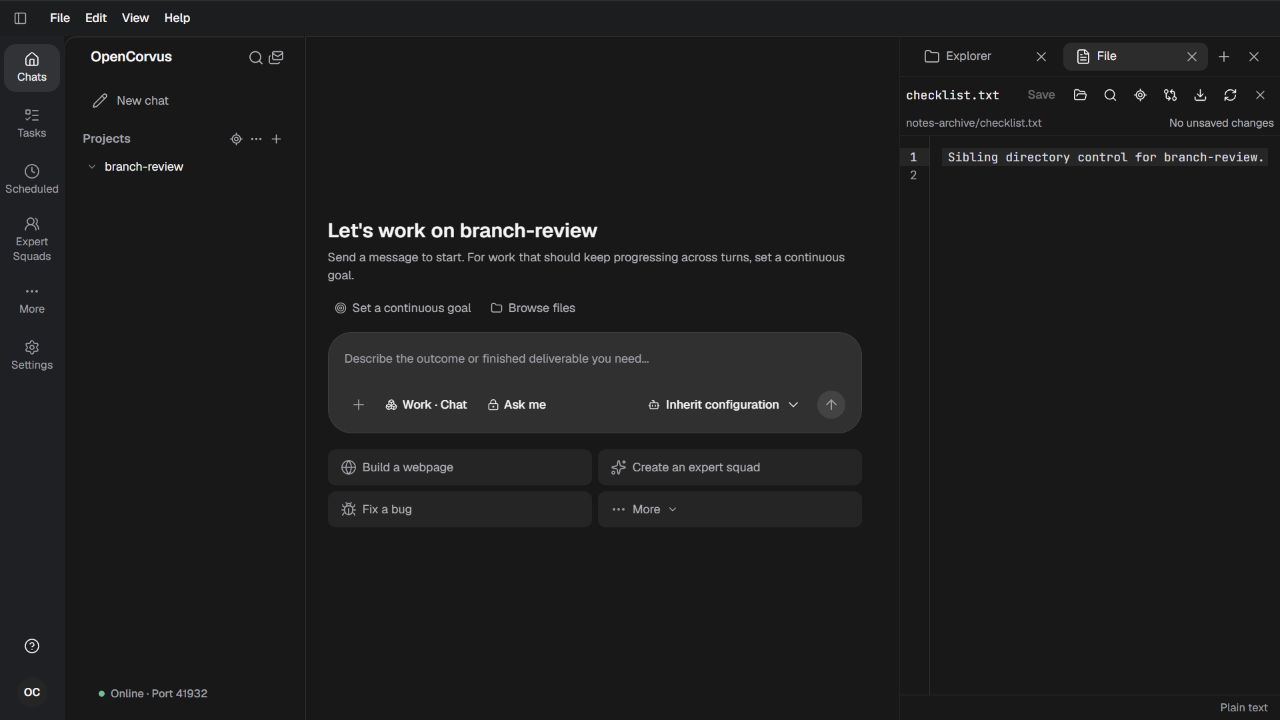 File Edit View Help
Chats
Tasks
Scheduled
Expert
Squads
More
Settings
OC
OpenCorvus
New chat
Projects
branch-review
Online · Port 41932
Let's work on branch-review
Send a message to start. For work that should keep progressing across turns, set a continuous
goal.
Set a continuous goal Browse files
Describe the outcome or finished deliverable you need...
Work · Chat Ask me Inherit configuration
Build a webpage Create an expert squad
Fix a bug More
Explorer File
checklist.txt Save
notes-archive/checklist.txt No unsaved changes
1 Sibling directory control for branch-review.
2
Plain text